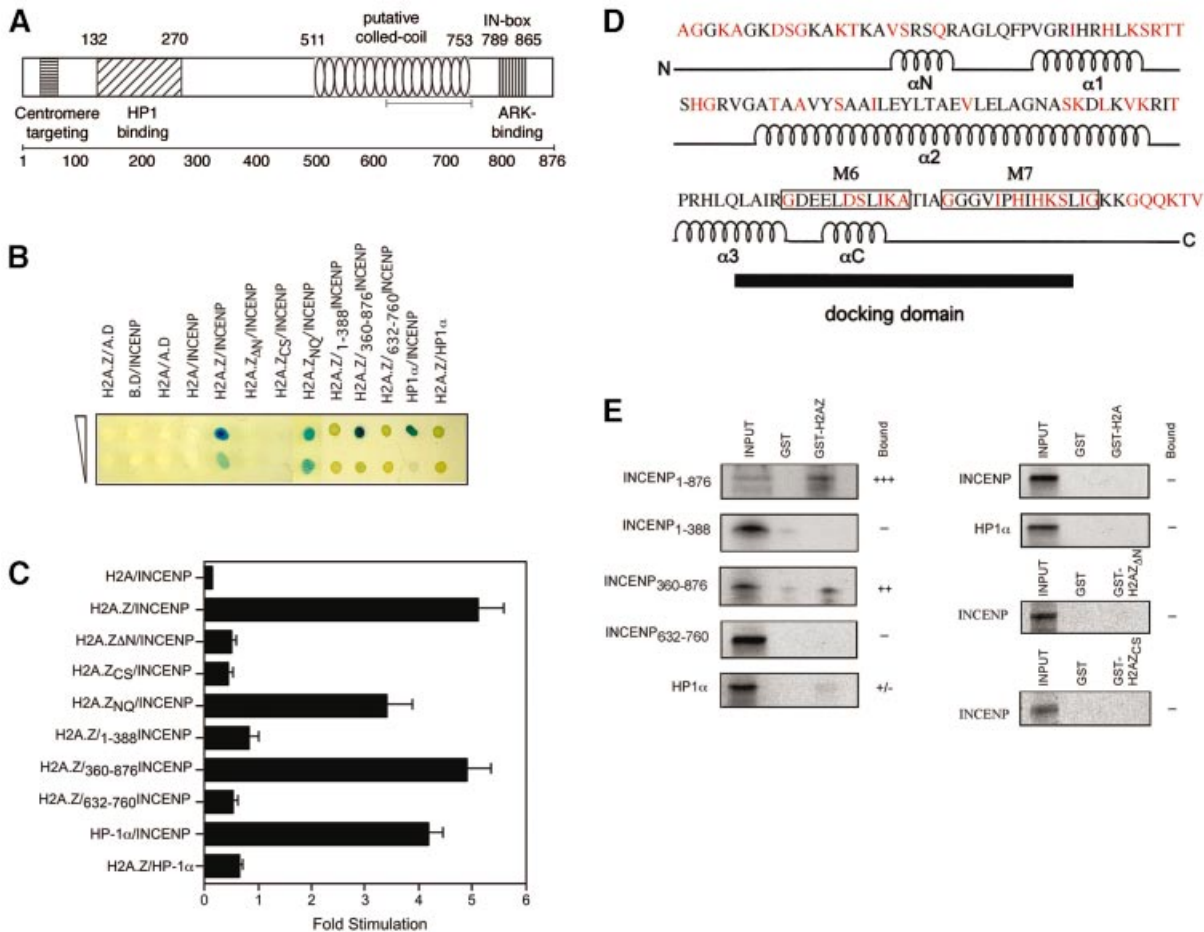 A
putative
colled-coil
IN-box
132 270 511 753 789 865
Centromere
targeting
HP1
binding
ARK-
binding
1 100 200 300 400 500 600 700 800 876
B
H2A.Z/A.D
B.D/INCENP
H2A/A.D
H2A/INCENP
H2A.Z/INCENP
H2A.ZΔN/INCENP
H2A.ZCS/INCENP
H2A.ZNQ/INCENP
H2A.Z/1-388INCENP
H2A.Z/360-876INCENP
H2A.Z/632-760INCENP
HP1α/INCENP
H2A.Z/HP1α
C
H2A/INCENP
H2A.Z/INCENP
H2A.ZΔN/INCENP
H2A.ZCS/INCENP
H2A.ZNQ/INCENP
H2A.Z/1-388INCENP
H2A.Z/360-876INCENP
H2A.Z/632-760INCENP
HP-1α/INCENP
H2A.Z/HP-1α
0 1 2 3 4 5 6
Fold Stimulation
D
AGGKAGKDSGKAKTKAVSRSQRAGLQFPVGRIHRHLKSRTT
N
αN α1
SHGRVGATAAVYSAAILEYLTAEVLELAGNASKDLKVKRIT
α2
M6 M7
PRHLQLAIRGDEELDSLIKATIAGGGVIPHIHKSLIGKKGQQKTV
C
α3 αC
docking domain
E
INPUT
GST
GST-H2AZ
Bound
INCENP1-876 +++
INCENP1-388 –
INCENP360-876 ++
INCENP632-760 –
HP1α +/-
INPUT
GST
GST-H2A
Bound
INCENP –
HP1α –
INPUT
GST
GST-
H2AZΔN
INCENP –
INPUT
GST
GST-
H2AZCS
INCENP –